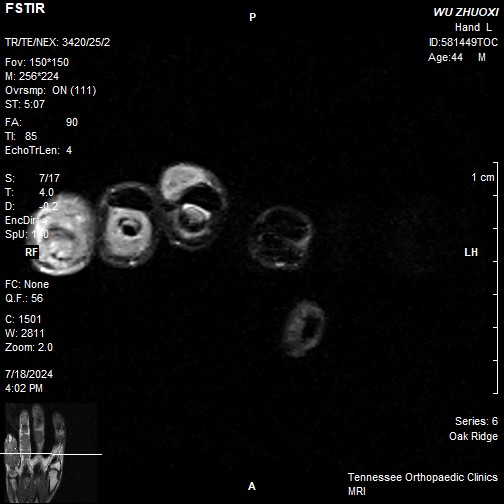 FSTIR
P
WU ZHUOXI
Hand L
TR/TE/NEX: 3420/25/2
ID:581449TOC
Age:44 M
Fov: 150*150
M: 256*224
Ovrsmp: ON (111)
ST: 5:07
FA: 90
TI: 85
EchoTrLen: 4
S: 7/17
1 cm
T: 4.0
D: -0.2
SpU:
RF
LH
FC: None
Q.F.: 56
C: 1501
W: 2811
Zoom: 2.0
7/18/2024
4:02 PM
Series: 6
Oak Ridge
Tennessee Orthopaedic Clinics
A
MRI